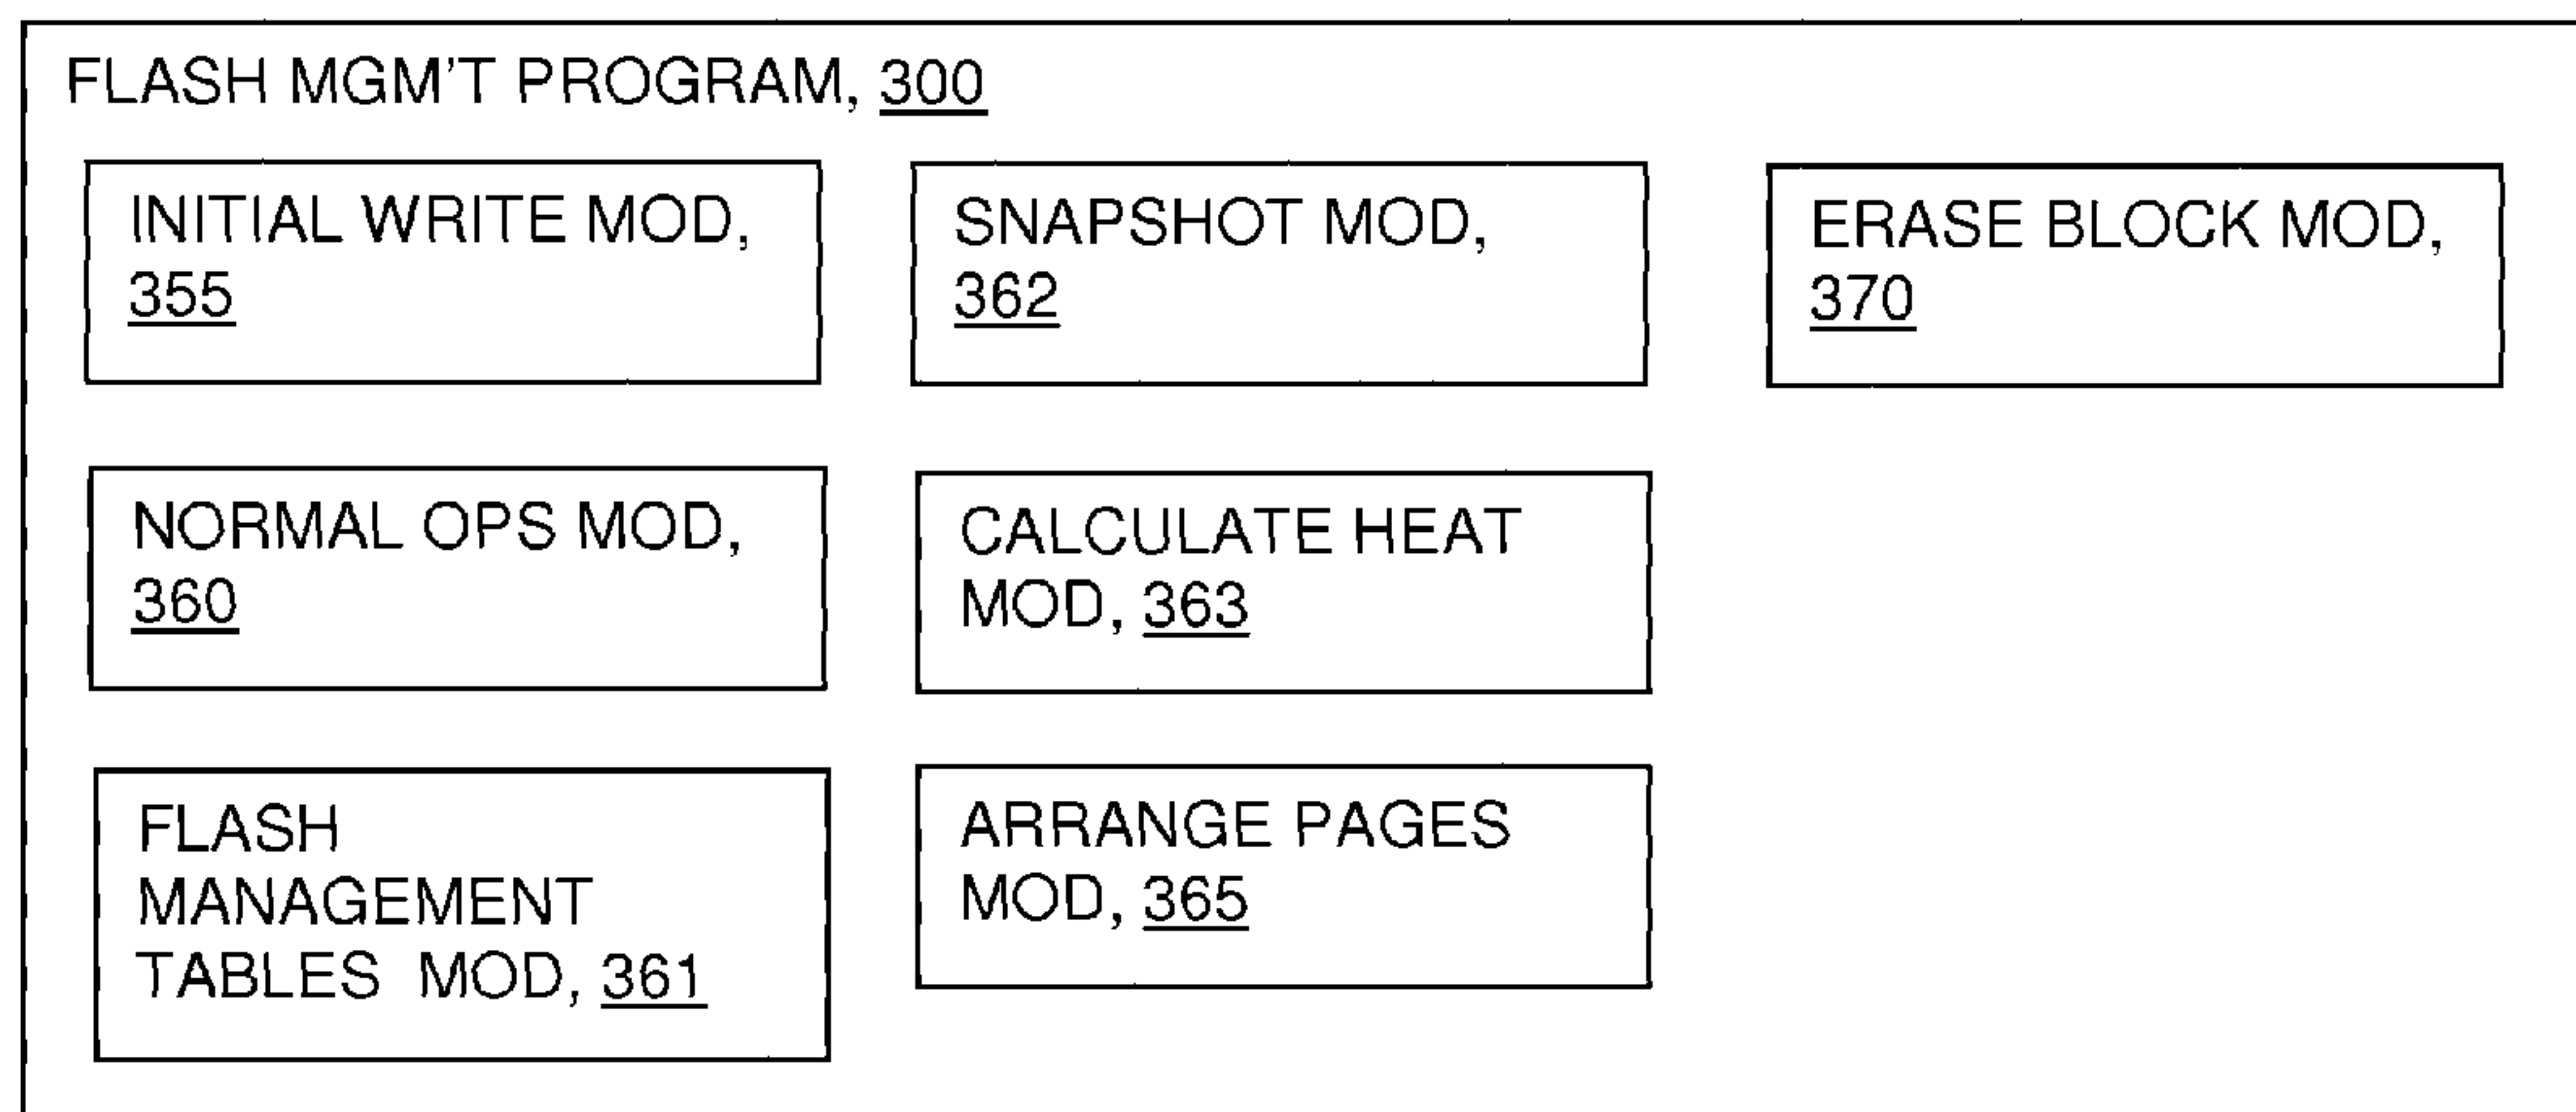 FLASH MGM'T PROGRAM, 300
INITIAL WRITE MOD,
355
SNAPSHOT MOD,
362
ERASE BLOCK MOD,
370
NORMAL OPS MOD,
360
CALCULATE HEAT
MOD, 363
FLASH
MANAGEMENT
TABLES MOD, 361
ARRANGE PAGES
MOD, 365